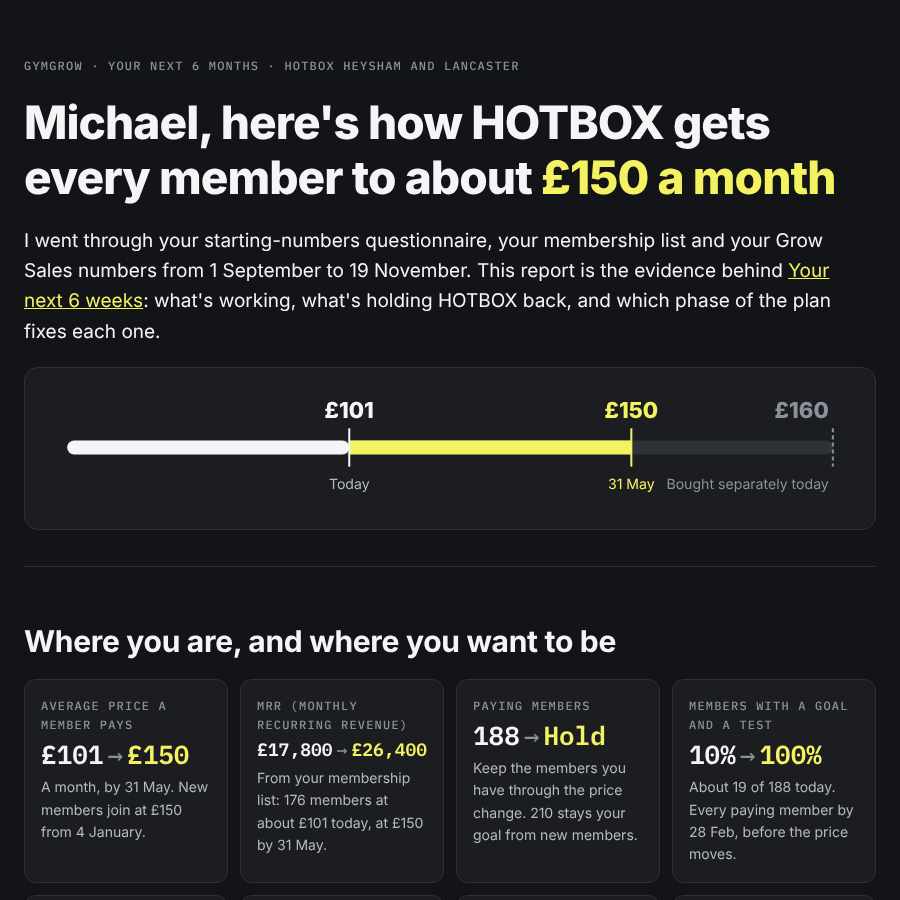 GYMGROW · YOUR NEXT 6 MONTHS · HOTBOX HEYSHAM AND LANCASTER
Michael, here's how HOTBOX gets
every member to about £150 a month
I went through your starting-numbers questionnaire, your membership list and your Grow
Sales numbers from 1 September to 19 November. This report is the evidence behind Your
next 6 weeks: what's working, what's holding HOTBOX back, and which phase of the plan
fixes each one.
£101
£150
£160
Today
31 May
Bought separately today
Where you are, and where you want to be
AVERAGE PRICE A
MEMBER PAYS
£101→£150
A month, by 31 May. New
members join at £150
from 4 January.
MRR (MONTHLY
RECURRING REVENUE)
£17,800→£26,400
From your membership
list: 176 members at
about £101 today, at £150
by 31 May.
PAYING MEMBERS
188→Hold
Keep the members you
have through the price
change. 210 stays your
goal from new members.
MEMBERS WITH A GOAL
AND A TEST
10%→100%
About 19 of 188 today.
Every paying member by
28 Feb, before the price
moves.